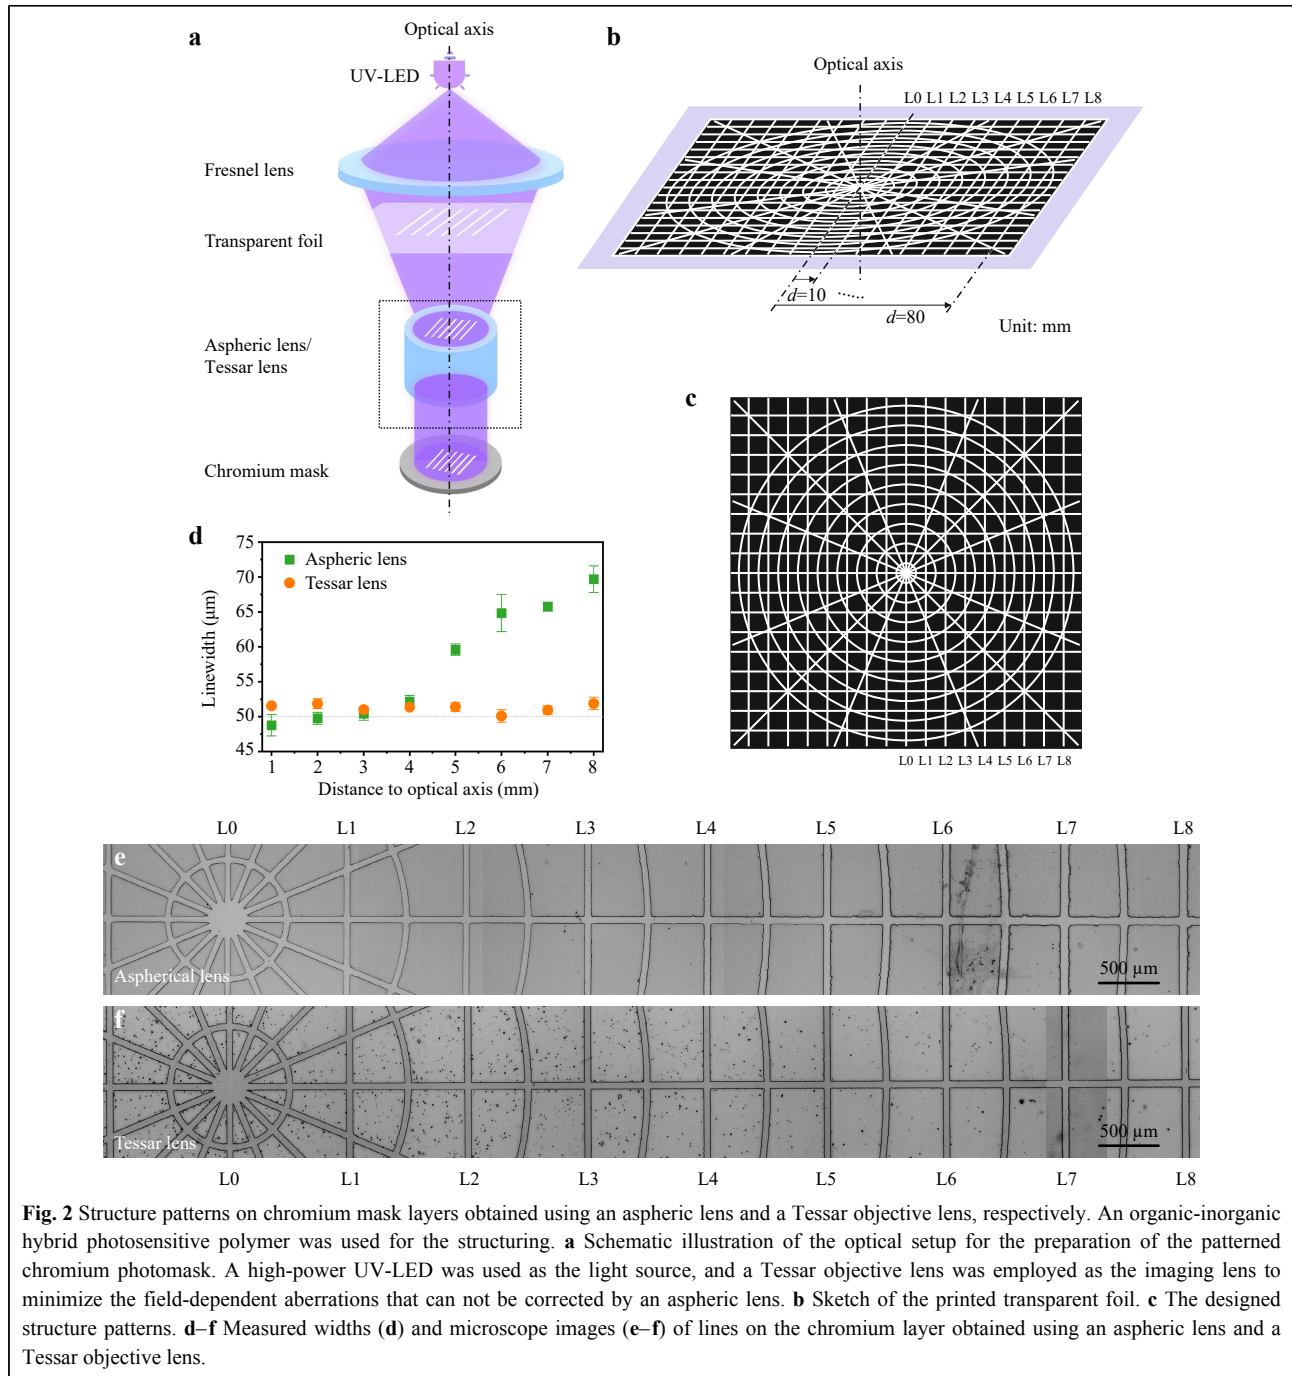 a
Optical axis
UV-LED
Fresnel lens
Transparent foil
Aspheric lens/
Tessar lens
Chromium mask
b
Optical axis
L0 L1 L2 L3 L4 L5 L6 L7 L8
d=10
d=80
Unit: mm
c
L0 L1 L2 L3 L4 L5 L6 L7 L8
d
75
70
65
60
55
50
45
Linewidth (µm)
Aspheric lens
Tessar lens
1 2 3 4 5 6 7 8
Distance to optical axis (mm)
L0 L1 L2 L3 L4 L5 L6 L7 L8
e
Aspherical lens
500 µm
f
Tessar lens
500 µm
L0 L1 L2 L3 L4 L5 L6 L7 L8
Fig. 2 Structure patterns on chromium mask layers obtained using an aspheric lens and a Tessar objective lens, respectively. An organic-inorganic
hybrid photosensitive polymer was used for the structuring. a Schematic illustration of the optical setup for the preparation of the patterned
chromium photomask. A high-power UV-LED was used as the light source, and a Tessar objective lens was employed as the imaging lens to
minimize the field-dependent aberrations that can not be corrected by an aspheric lens. b Sketch of the printed transparent foil. c The designed
structure patterns. d–f Measured widths (d) and microscope images (e–f) of lines on the chromium layer obtained using an aspheric lens and a
Tessar objective lens.